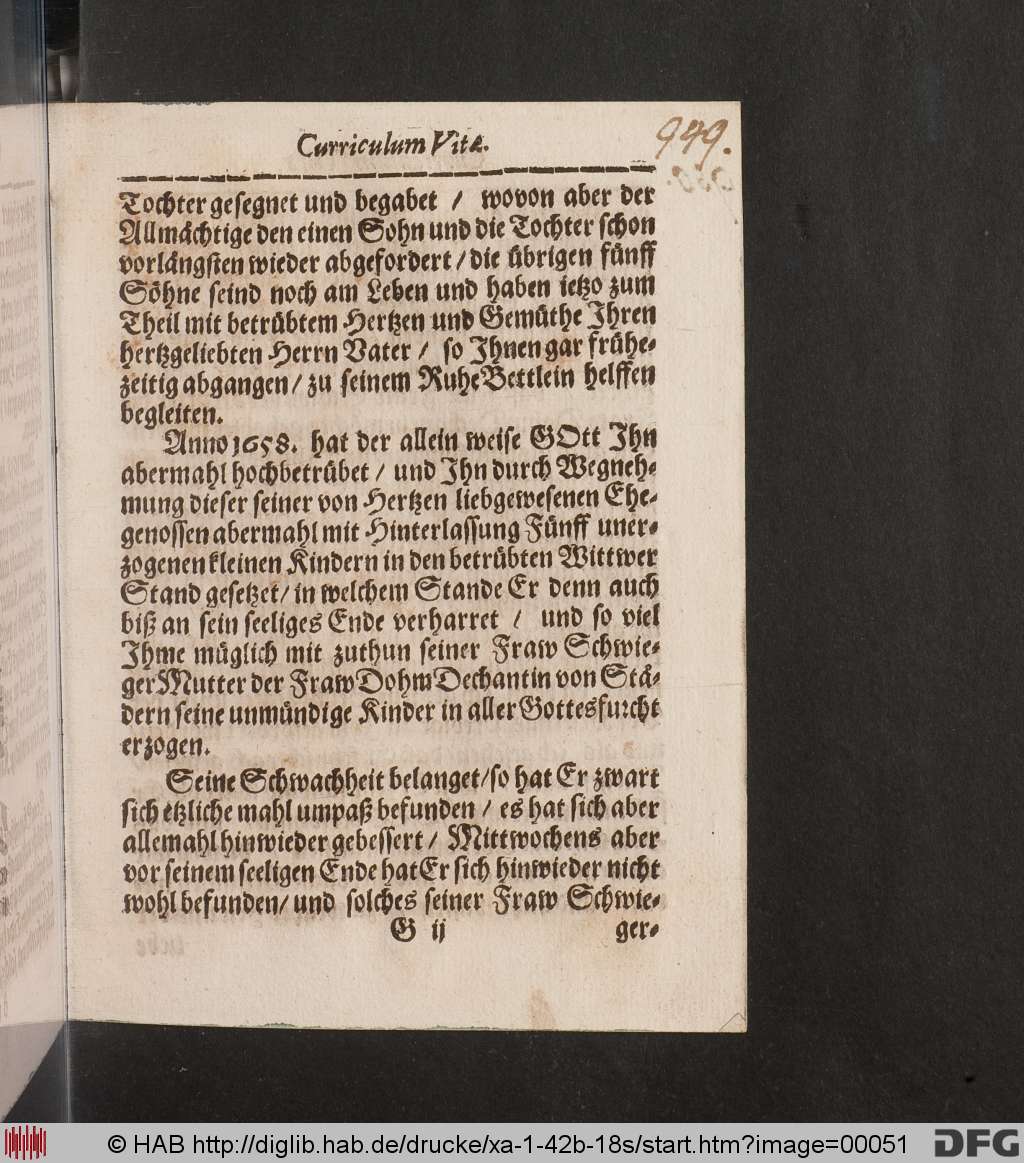 Curriculum Vitæ.
949.
Tochter gesegnet und begabet / wovon aber der
Allmächtige den einen Sohn und die Tochter schon
vorlängsten wieder abgefordert / die übrigen fünff
Söhne seind noch am Leben und haben ietzo zum
Theil mit betrübtem Hertzen und Gemüthe Ihren
hertzgeliebten Herrn Vater / so Ihnen gar frühe-
zeitig abgangen / zu seinem RuheBettlein helffen
begleiten.
Anno 1658. hat der allein weise GOtt Ihn
abermahl hochbetrübet / und Ihn durch Wegneh-
mung dieser seiner von Hertzen liebgewesenen Ehe-
genossen abermahl mit Hinterlassung Fünff uner-
zogenen kleinen Kindern in den betrübten Wittwer
Stand gesetzet / in welchem Stande Er denn auch
biß an sein seeliges Ende verharret / und so viel
Ihme müglich mit zuthun seiner Fraw Schwie-
gerMutter der Fraw DohmDechantin von Stä-
dern seine unmündige Kinder in aller Gottesfurcht
erzogen.
Seine Schwachheit belanget / so hat Er zwart
sich etzliche mahl umpaß befunden / es hat sich aber
allemahl hinwieder gebessert / Mittwochens aber
vor seinem seeligen Ende hat Er sich hinwieder nicht
wohl befunden / und solches seiner Fraw Schwie-
G ij ger-
© HAB http://diglib.hab.de/drucke/xa-1-42b-18s/start.htm?image=00051
DFG